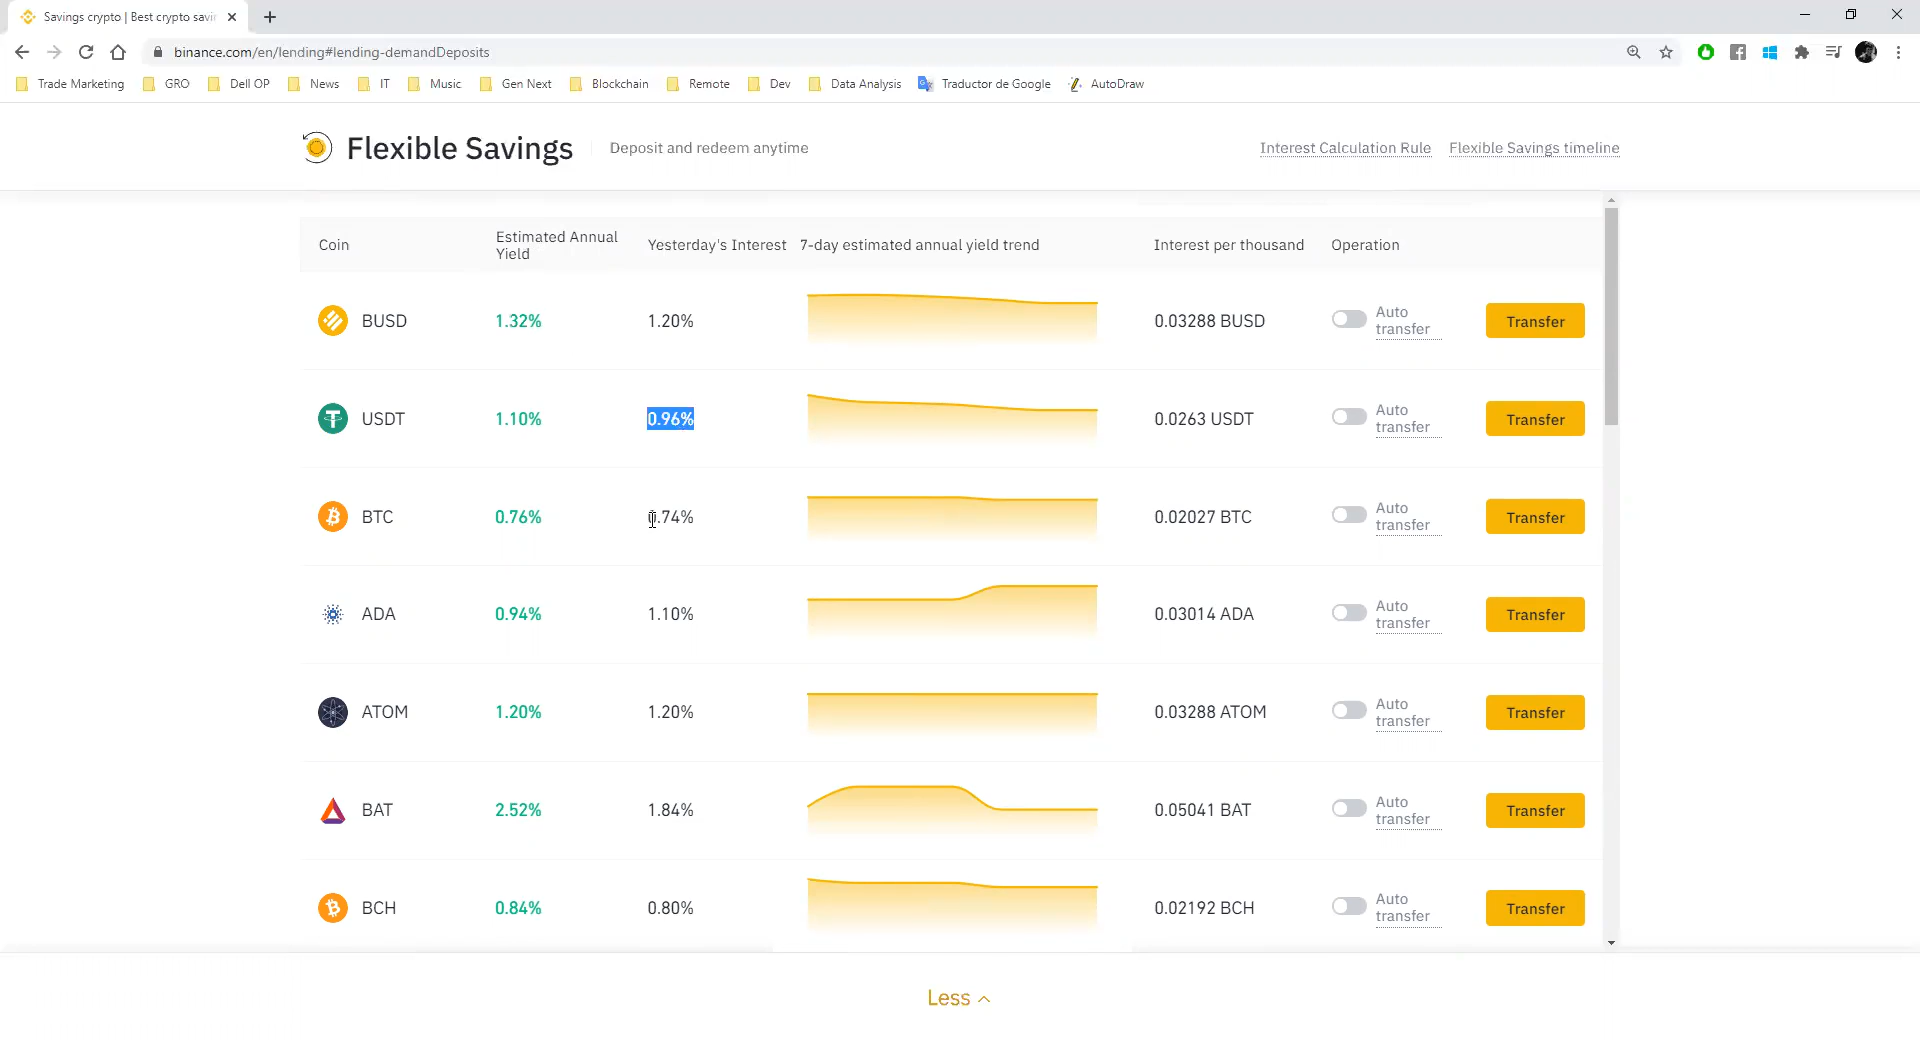 Savings crypto | Best crypto savi
binance.com/en/lending#lending-demandDeposits
Trade Marketing GRO Dell OP News IT Music Gen Next Blockchain Remote Dev Data Analysis Traductor de Google AutoDraw
Flexible Savings Deposit and redeem anytime Interest Calculation Rule Flexible Savings timeline
Coin Estimated Annual Yield Yesterday's Interest 7-day estimated annual yield trend Interest per thousand Operation
BUSD 1.32% 1.20% 0.03288 BUSD Auto transfer Transfer
USDT 1.10% 0.96% 0.0263 USDT Auto transfer Transfer
BTC 0.76% 0.74% 0.02027 BTC Auto transfer Transfer
ADA 0.94% 1.10% 0.03014 ADA Auto transfer Transfer
ATOM 1.20% 1.20% 0.03288 ATOM Auto transfer Transfer
BAT 2.52% 1.84% 0.05041 BAT Auto transfer Transfer
BCH 0.84% 0.80% 0.02192 BCH Auto transfer Transfer
Less